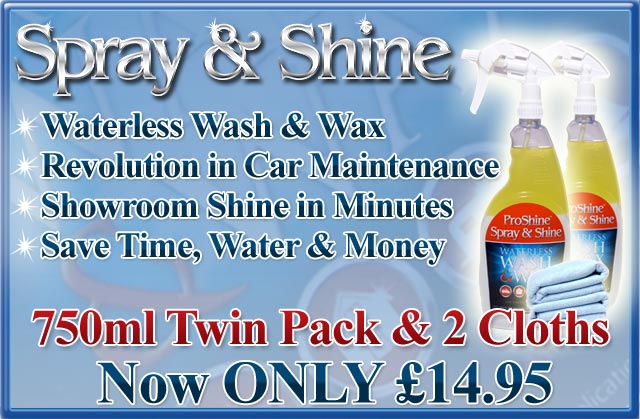 Spray & Shine
Waterless Wash & Wax
Revolution in Car Maintenance
Showroom Shine in Minutes
Save Time, Water & Money
ProShine
Spray & Shine
WATERLESS
WASH
ProShine
& Shine
750ml Twin Pack & 2 Cloths
Now ONLY £14.95